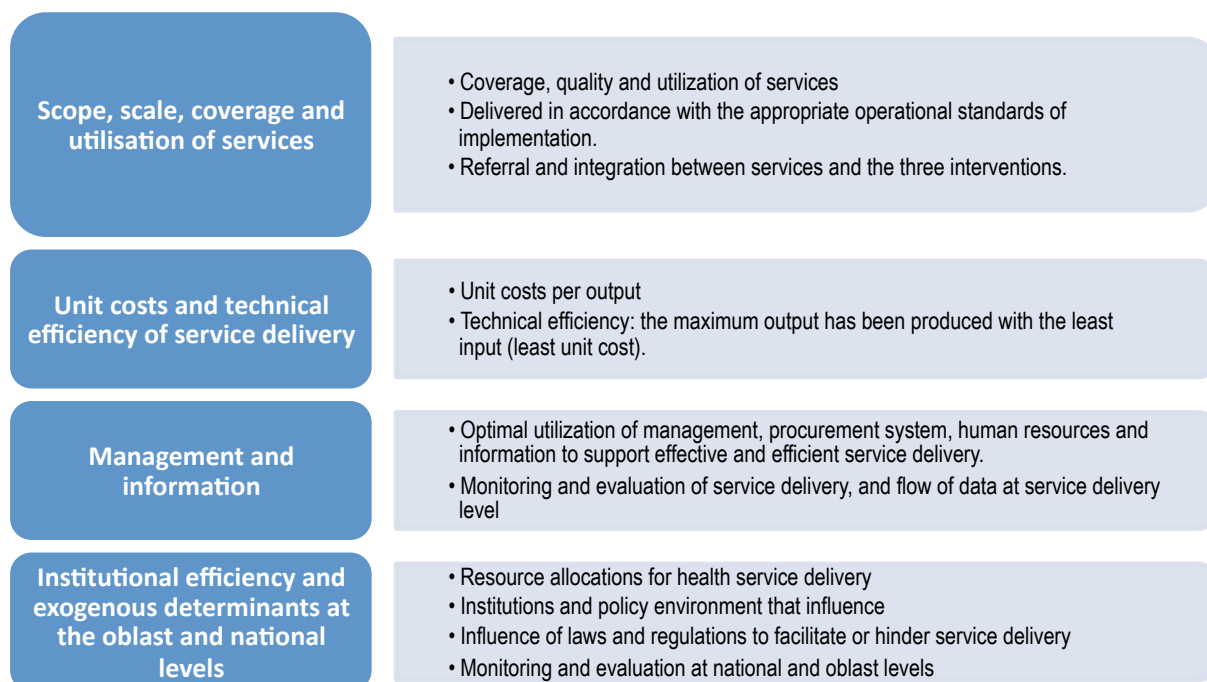 Scope, scale, coverage and
utilisation of services
• Coverage, quality and utilization of services
• Delivered in accordance with the appropriate operational standards of
implementation.
• Referral and integration between services and the three interventions.
Unit costs and technical
efficiency of service delivery
• Unit costs per output
• Technical efficiency: the maximum output has been produced with the least
input (least unit cost).
Management and
information
• Optimal utilization of management, procurement system, human resources and
information to support effective and efficient service delivery.
• Monitoring and evaluation of service delivery, and flow of data at service delivery
level
Institutional efficiency and
exogenous determinants at
the oblast and national
levels
• Resource allocations for health service delivery
• Institutions and policy environment that influence
• Influence of laws and regulations to facilitate or hinder service delivery
• Monitoring and evaluation at national and oblast levels